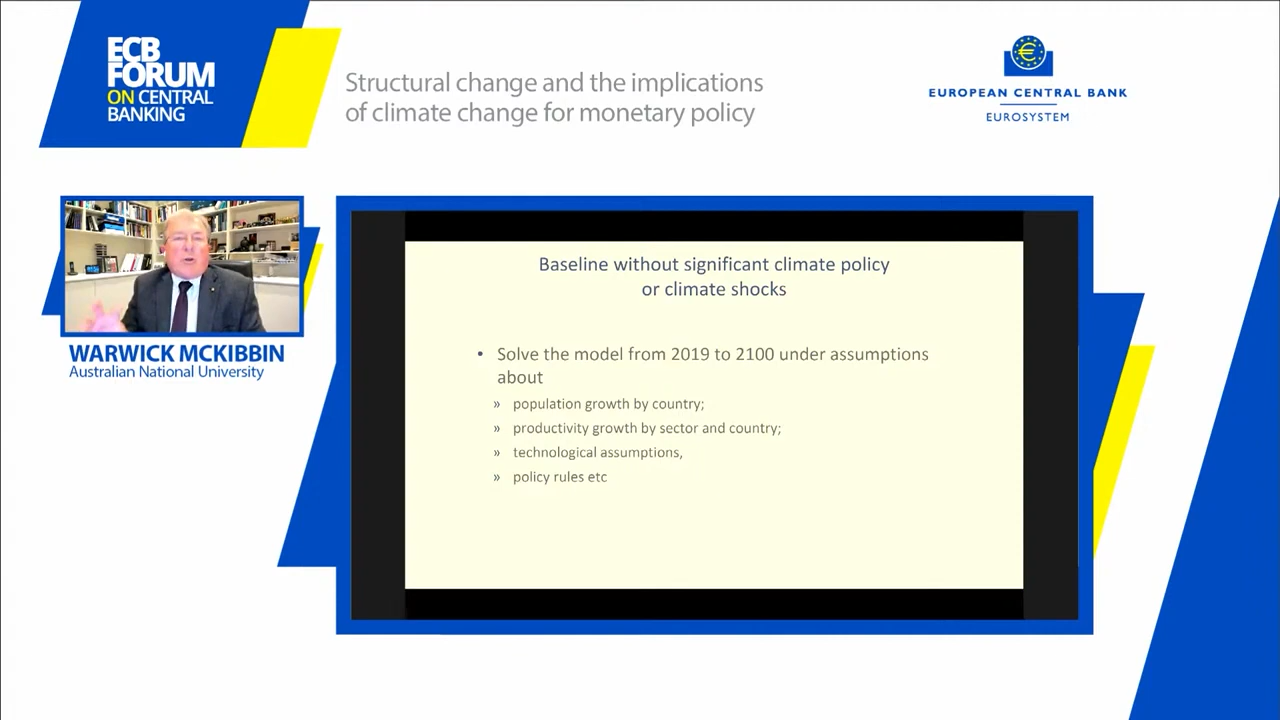 ECB
FORUM
ON CENTRAL
BANKING
Structural change and the implications
of climate change for monetary policy
EUROPEAN CENTRAL BANK
EUROSYSTEM
WARWICK MCKIBBIN
Australian National University
Baseline without significant climate policy
or climate shocks
• Solve the model from 2019 to 2100 under assumptions
about
» population growth by country;
» productivity growth by sector and country;
» technological assumptions,
» policy rules etc